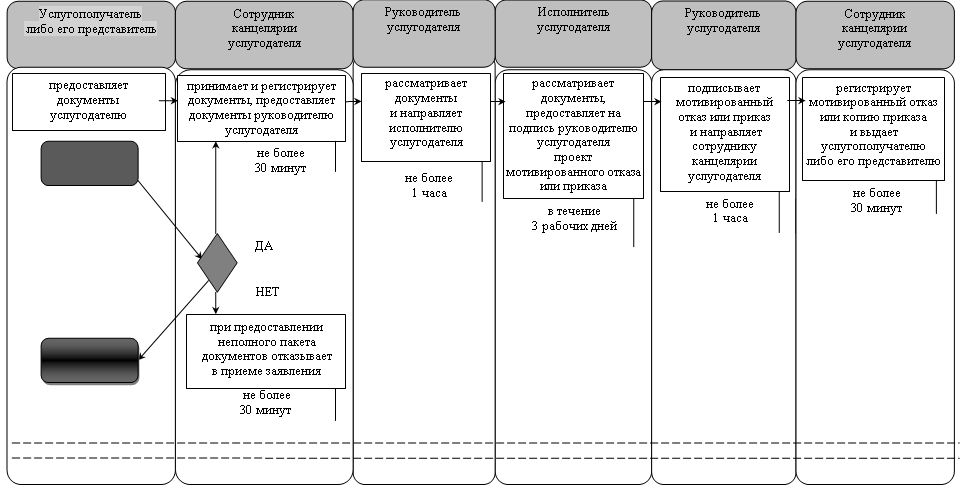 Услугополучатель
либо его представитель
Сотрудник
канцелярии
услугодателя
Руководитель
услугодателя
Исполнитель
услугодателя
Руководитель
услугодателя
Сотрудник
канцелярии
услугодателя
предоставляет
документы
услугодателю
принимает и регистрирует
документы, предоставляет
документы руководителю
услугодателя
не более
30 минут
рассматривает
документы
и направляет
исполнителю
услугодателя
не более
1 часа
рассматривает
документы,
предоставляет на
подпись руководителю
услугодателя
проект
мотивированного отказа
или приказа
в течение
3 рабочих дней
подписывает
мотивированный
отказ или приказ
и направляет
сотруднику
канцелярии
услугодателя
не более
1 часа
регистрирует
мотивированный отказ
или копию приказа
и выдает
услугополучателю
либо его представителю
не более
30 минут
ДА
НЕТ
при предоставлении
неполного пакета
документов отказывает
в приеме заявления
не более
30 минут